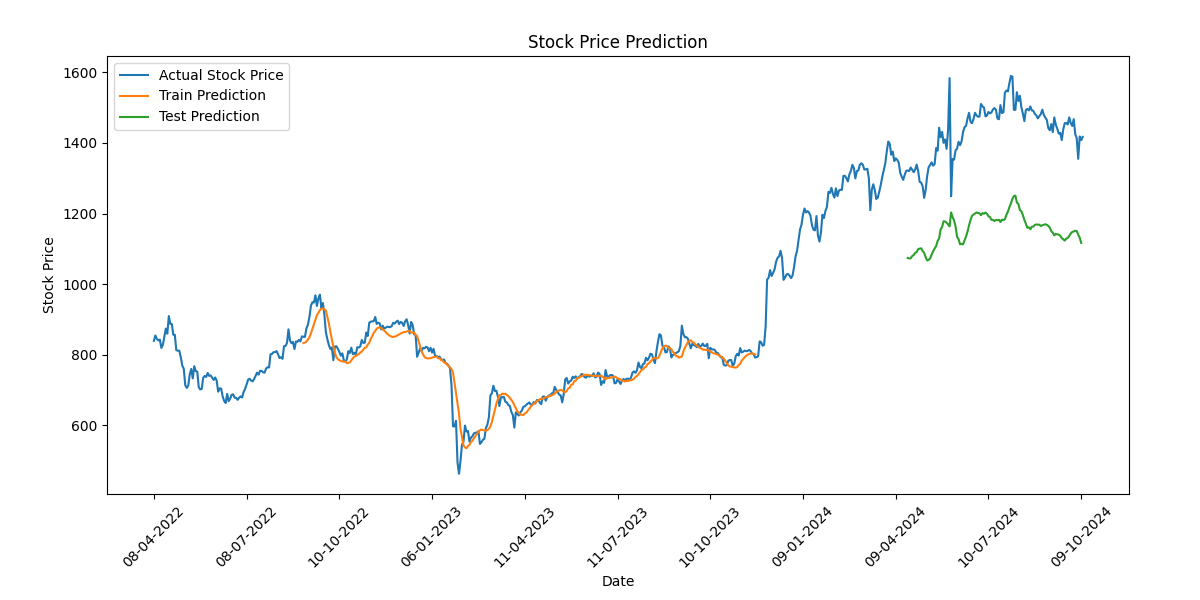 Stock Price Prediction
Actual Stock Price
Train Prediction
Test Prediction
Stock Price
1600
1400
1200
1000
800
600
08-04-2022
08-07-2022
10-10-2022
06-01-2023
11-04-2023
11-07-2023
10-10-2023
09-01-2024
09-04-2024
10-07-2024
09-10-2024
Date